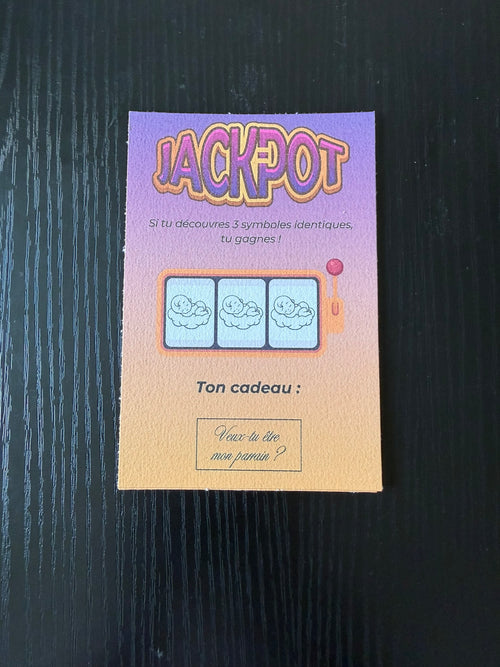 JACKPOT
Si tu découvres 3 symboles identiques,
tu gagnes !
Ton cadeau :
Veux-tu être
mon parrain ?